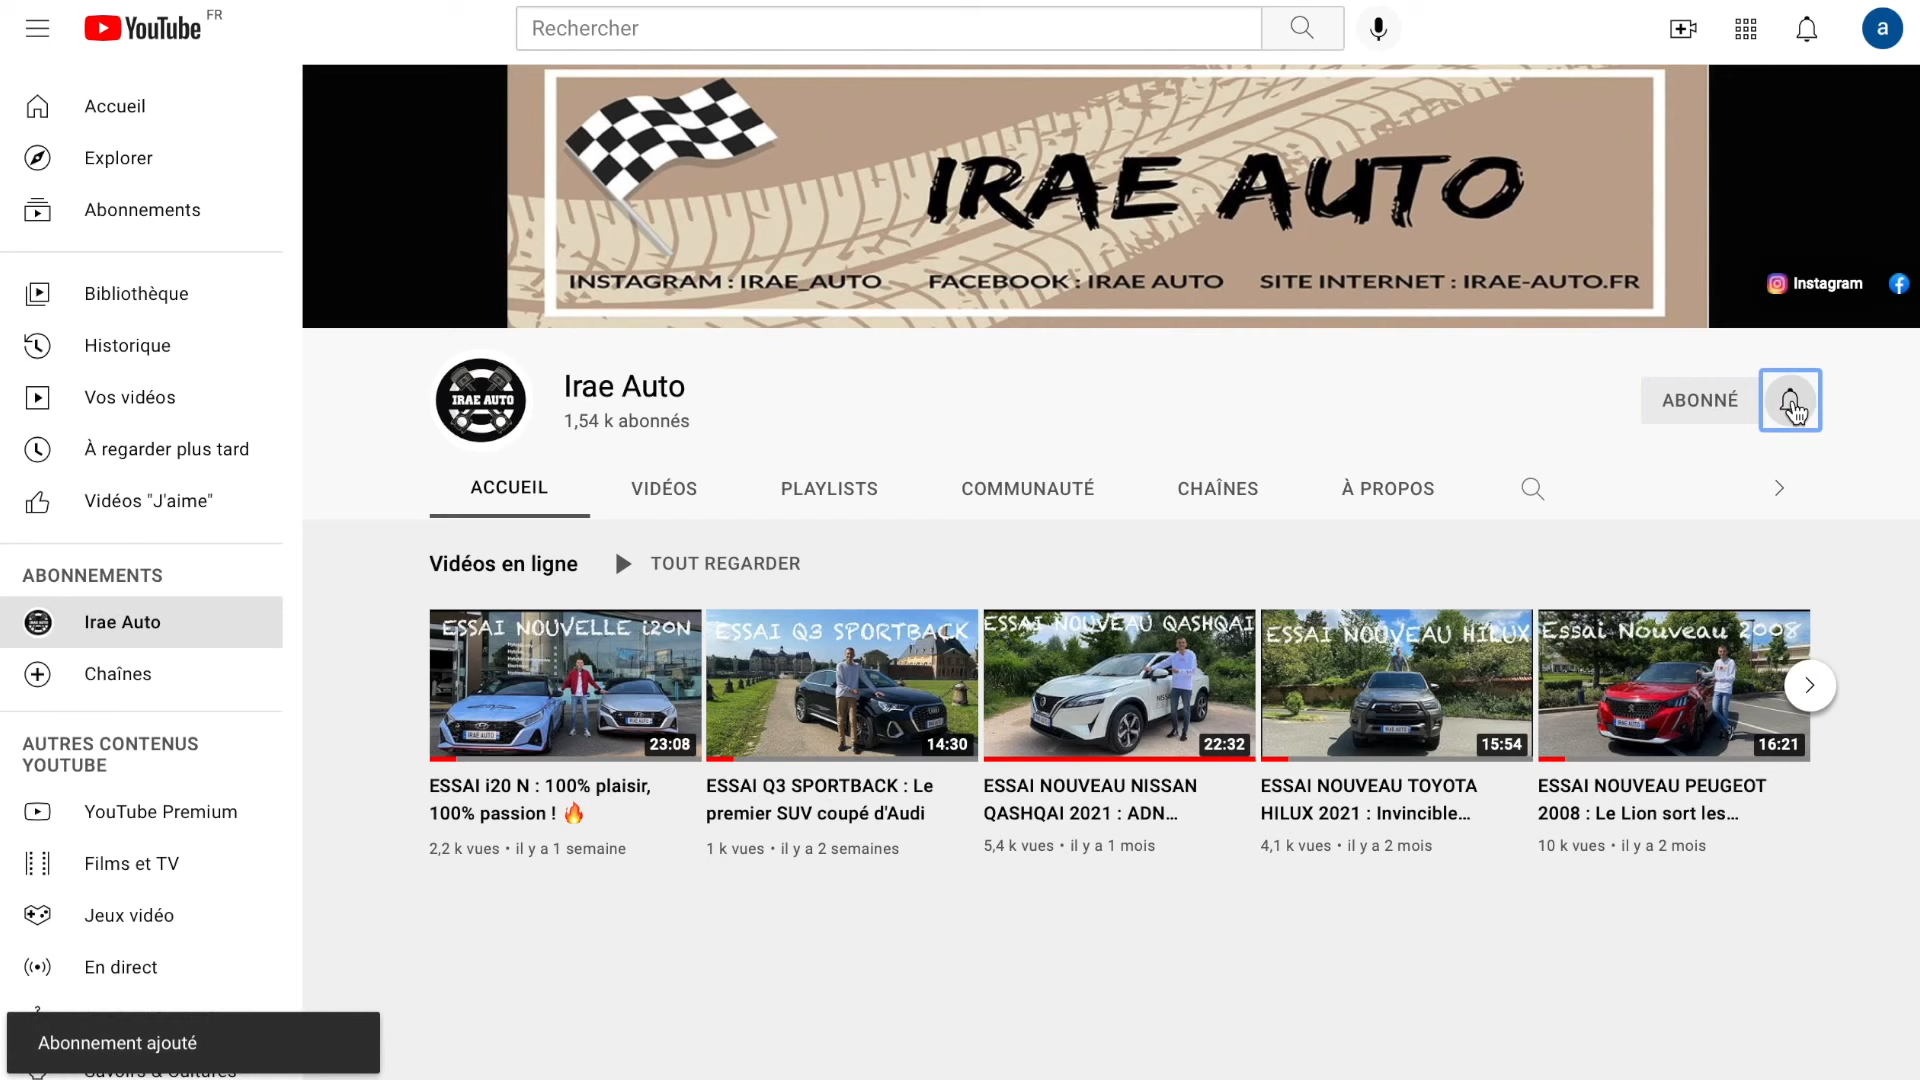 YouTube FR
Rechercher
a
Accueil
Explorer
Abonnements
Bibliothèque
Historique
Vos vidéos
À regarder plus tard
Vidéos "J'aime"
ABONNEMENTS
Irae Auto
Chaînes
AUTRES CONTENUS
YOUTUBE
YouTube Premium
Films et TV
Jeux vidéo
En direct
Abonnement ajouté
IRAE AUTO
INSTAGRAM : IRAE_AUTO FACEBOOK : IRAE AUTO SITE INTERNET : IRAE-AUTO.FR
Instagram
IRAE AUTO
Irae Auto
1,54 k abonnés
ABONNÉ
ACCUEIL VIDÉOS PLAYLISTS COMMUNAUTÉ CHAÎNES À PROPOS
Vidéos en ligne TOUT REGARDER
ESSAI NOUVELLE i20N
23:08
ESSAI i20 N : 100% plaisir,
100% passion ! 🔥
2,2 k vues • il y a 1 semaine
ESSAI Q3 SPORTBACK
14:30
ESSAI Q3 SPORTBACK : Le
premier SUV coupé d'Audi
1 k vues • il y a 2 semaines
ESSAI NOUVEAU QASHQAI
22:32
ESSAI NOUVEAU NISSAN
QASHQAI 2021 : ADN...
5,4 k vues • il y a 1 mois
ESSAI NOUVEAU HILUX
15:54
ESSAI NOUVEAU TOYOTA
HILUX 2021 : Invincible...
4,1 k vues • il y a 2 mois
Essai Nouveau 2008
16:21
ESSAI NOUVEAU PEUGEOT
2008 : Le Lion sort les...
10 k vues • il y a 2 mois